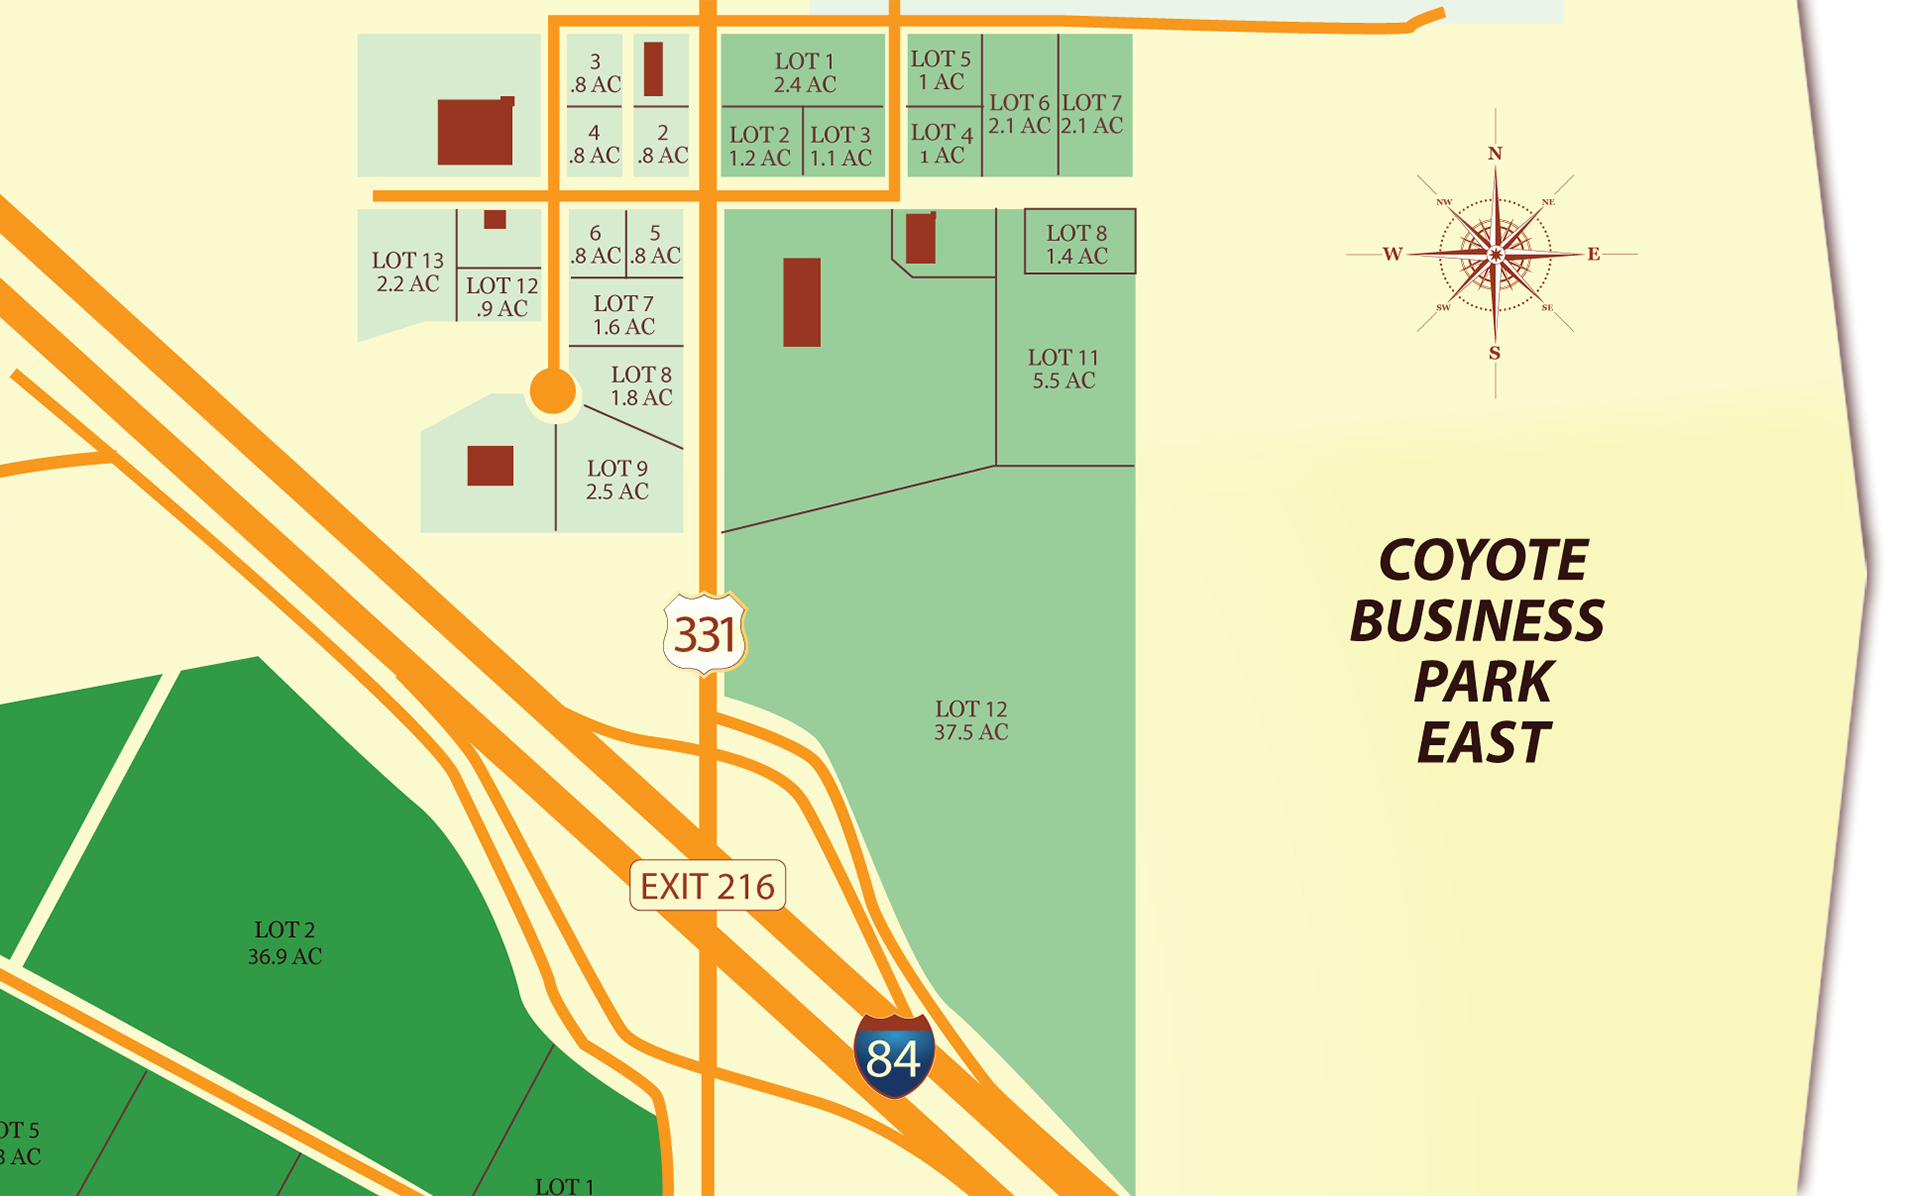 3
.8 AC
4
.8 AC
2
.8 AC
LOT 1
2.4 AC
LOT 2
1.2 AC
LOT 3
1.1 AC
LOT 5
1 AC
LOT 4
1 AC
LOT 6
2.1 AC
LOT 7
2.1 AC
LOT 13
2.2 AC
LOT 12
.9 AC
6
.8 AC
5
.8 AC
LOT 7
1.6 AC
LOT 8
1.8 AC
LOT 9
2.5 AC
LOT 8
1.4 AC
LOT 11
5.5 AC
N
NW
NE
W
E
SW
SE
S
COYOTE
BUSINESS
PARK
EAST
331
LOT 12
37.5 AC
EXIT 216
LOT 2
36.9 AC
84
OT 5
8 AC
LOT 1